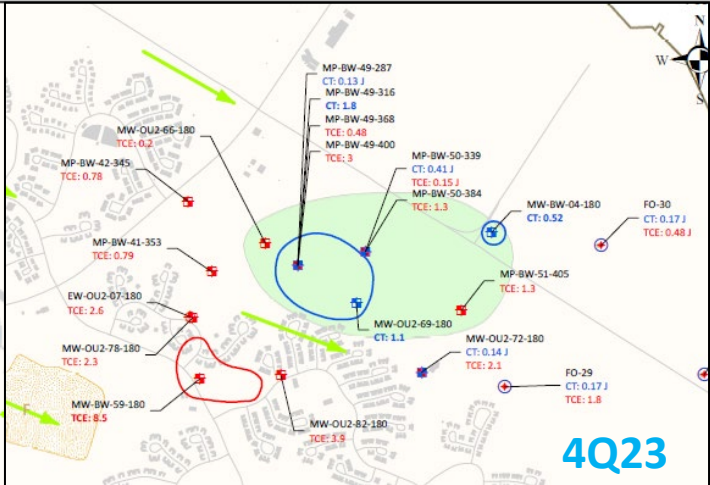 N
W
S
MP-BW-49-287
CT: 0.13 J
MP-BW-49-316
CT: 1.8
MP-BW-49-368
TCE: 0.48
MP-BW-49-400
TCE: 3
MW-OU2-66-180
TCE: 0.2
MP-BW-42-345
TCE: 0.78
MP-BW-50-339
CT: 0.41 J
TCE: 0.15 J
MP-BW-50-384
TCE: 1.3
MW-BW-04-180
CT: 0.52
FO-30
CT: 0.17 J
TCE: 0.48 J
MP-BW-41-353
TCE: 0.79
MP-BW-51-405
TCE: 1.3
EW-OU2-07-180
TCE: 2.6
MW-OU2-69-180
CT: 1.1
MW-OU2-78-180
TCE: 2.3
MW-OU2-72-180
CT: 0.14 J
TCE: 2.1
FO-29
CT: 0.17 J
TCE: 1.8
MW-BW-59-180
TCE: 8.5
F
MW-OU2-82-180
TCE: 3.9
4Q23